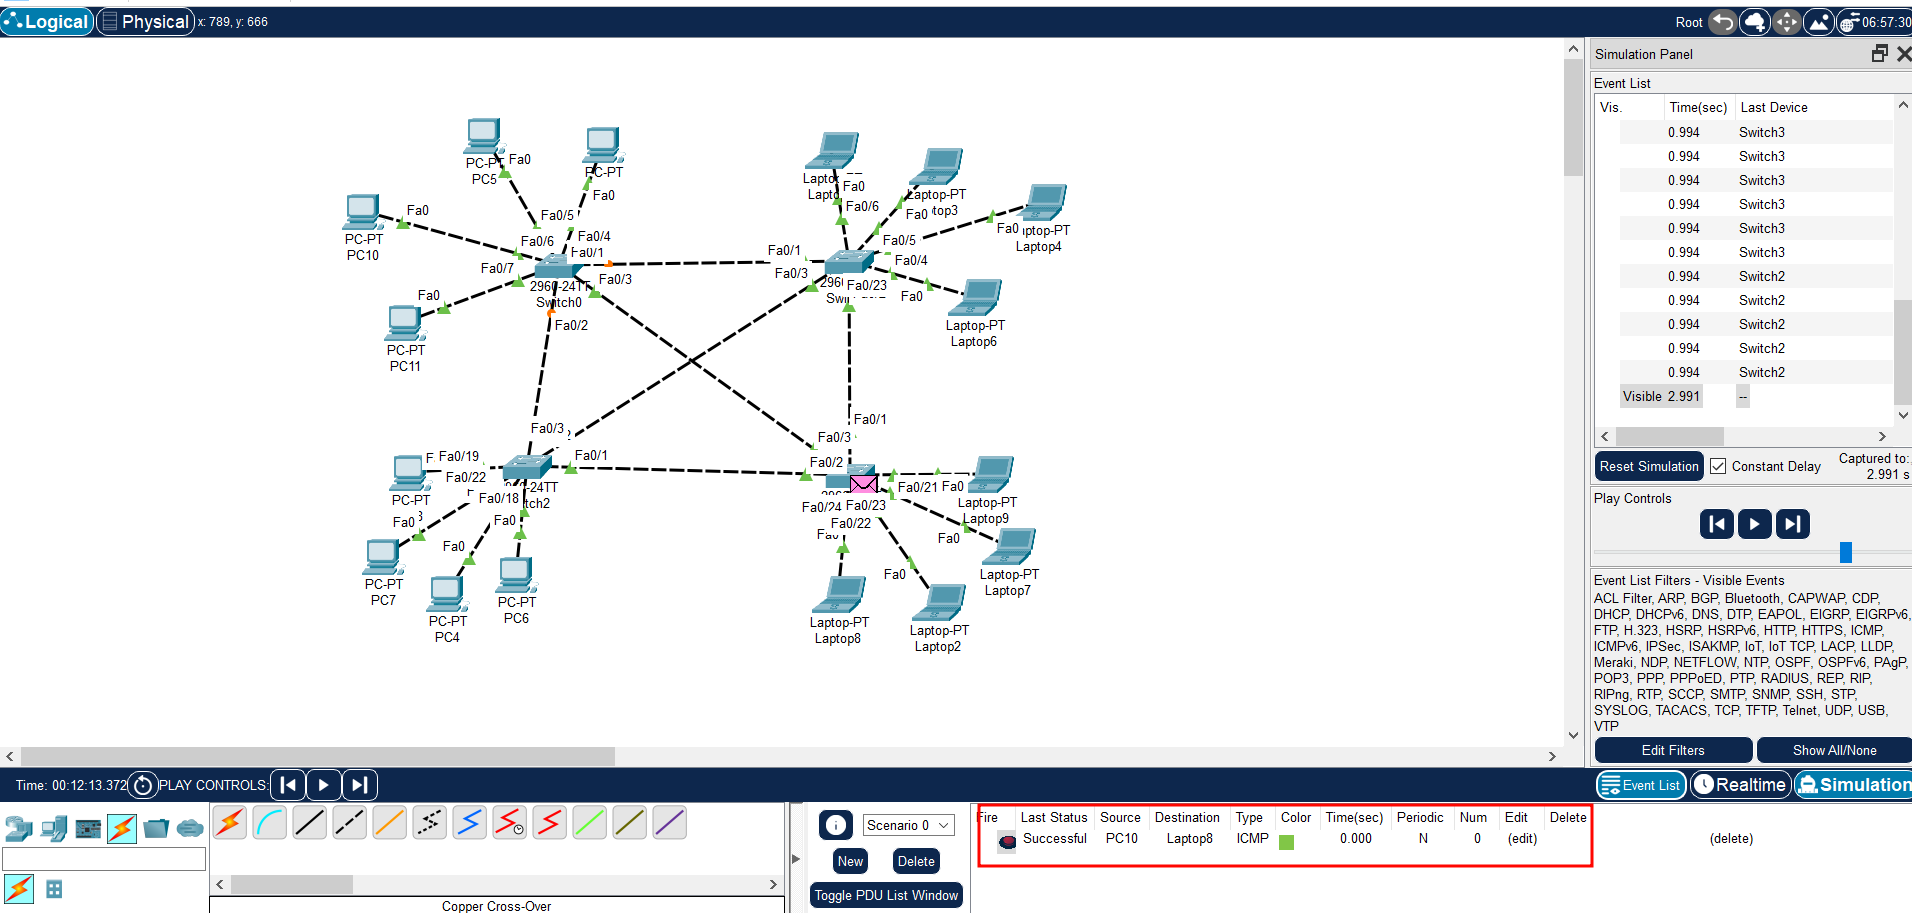 Logical
Physical
x: 789, y: 666
Root
06:57:30
Simulation Panel
Event List
Vis.
Time(sec)
Last Device
0.994 Switch3
0.994 Switch3
0.994 Switch3
0.994 Switch3
0.994 Switch3
0.994 Switch3
0.994 Switch2
0.994 Switch2
0.994 Switch2
0.994 Switch2
0.994 Switch2
Visible 2.991 --
Reset Simulation
Constant Delay
Captured to:
2.991 s
Play Controls
Event List Filters - Visible Events
ACL Filter, ARP, BGP, Bluetooth, CAPWAP, CDP,
DHCP, DHCPv6, DNS, DTP, EAPOL, EIGRP, EIGRPv6,
FTP, H.323, HSRP, HSRPv6, HTTP, HTTPS, ICMP,
ICMPv6, IPSec, ISAKMP, IoT, IoT TCP, LACP, LLDP,
Meraki, NDP, NETFLOW, NTP, OSPF, OSPFv6, PAgP,
POP3, PPP, PPPoED, PTP, RADIUS, REP, RIP,
RIPng, RTP, SCCP, SMTP, SNMP, SSH, STP,
SYSLOG, TACACS, TCP, TFTP, Telnet, UDP, USB,
VTP
Edit Filters
Show All/None
Event List
Realtime
Simulation
PC5
Fa0
PC-PT
Fa0
PC-PT
PC10
Fa0
Fa0/5
Fa0/6
Fa0/4
Fa0/1
Fa0/7
Fa0/3
2960-24TT
Switch0
Fa0/2
Fa0
PC-PT
PC11
Fa0
Fa0/6
Laptop-PT
Fa0
Fa0
Laptop4
Fa0/1
Fa0/5
Fa0/4
Fa0/3
Fa0/23
Fa0
Laptop-PT
Laptop6
Fa0/3
Fa0/1
Fa0/19
Fa0/22
PC-PT
Fa0/18
Fa0
Fa0
Fa0
PC-PT
PC7
PC-PT
PC4
PC-PT
PC6
Fa0/1
Fa0/3
Fa0/2
Fa0/21
Fa0
Laptop-PT
Laptop9
Fa0/24
Fa0/23
Fa0/22
Fa0
Fa0
Laptop-PT
Laptop7
Laptop-PT
Laptop8
Laptop-PT
Laptop2
Time: 00:12:13.372
PLAY CONTROLS:
Copper Cross-Over
Scenario 0
New
Delete
Toggle PDU List Window
Fire Last Status Source Destination Type Color Time(sec) Periodic Num Edit Delete
Successful PC10 Laptop8 ICMP 0.000 N 0 (edit) (delete)